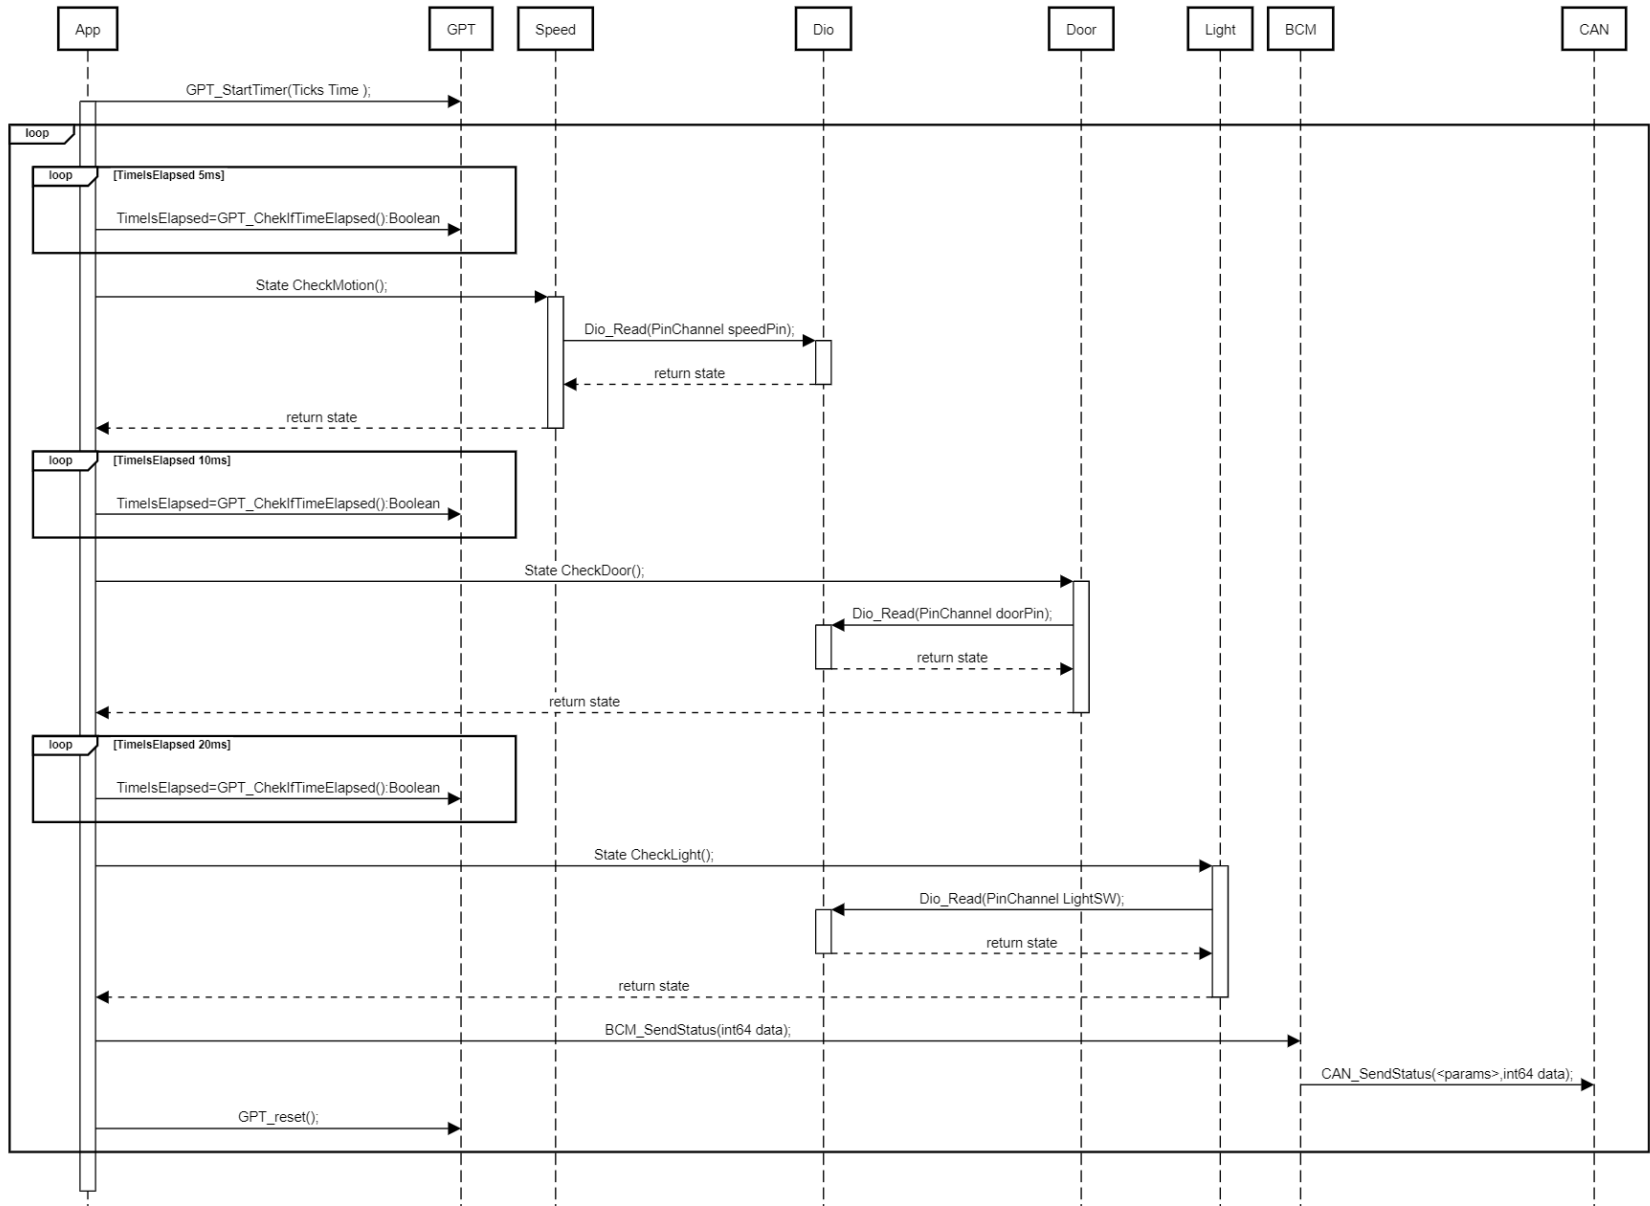 App
GPT
Speed
Dio
Door
Light
BCM
CAN
GPT_StartTimer(Ticks Time );
loop
loop
[TimeIsElapsed 5ms]
TimeIsElapsed=GPT_ChekIfTimeElapsed():Boolean
State CheckMotion();
Dio_Read(PinChannel speedPin);
return state
return state
loop
[TimeIsElapsed 10ms]
TimeIsElapsed=GPT_ChekIfTimeElapsed():Boolean
State CheckDoor();
Dio_Read(PinChannel doorPin);
return state
return state
loop
[TimeIsElapsed 20ms]
TimeIsElapsed=GPT_ChekIfTimeElapsed():Boolean
State CheckLight();
Dio_Read(PinChannel LightSW);
return state
return state
BCM_SendStatus(int64 data);
CAN_SendStatus(<params>,int64 data);
GPT_reset();